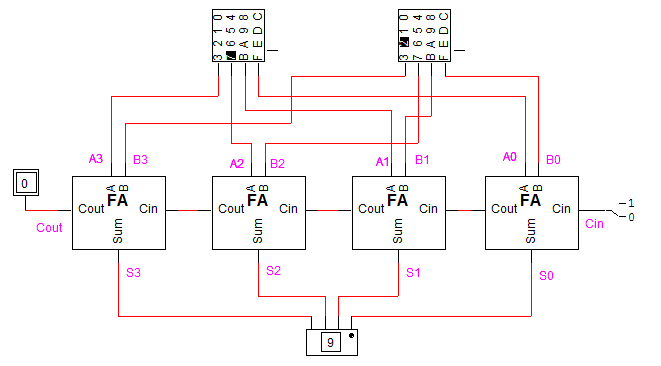 3 2 1 0
7 6 5 4
B A 9 8
F E D C
3 2 1 0
7 6 5 4
B A 9 8
F E D C
A3 B3 A2 B2 A1 B1 A0 B0
0
A B
FA
Cout Cin
Sum
A B
FA
Cout Cin
Sum
A B
FA
Cout Cin
Sum
A B
FA
Cout Cin
Sum
1
0
Cout
Cin
S3 S2 S1 S0
9